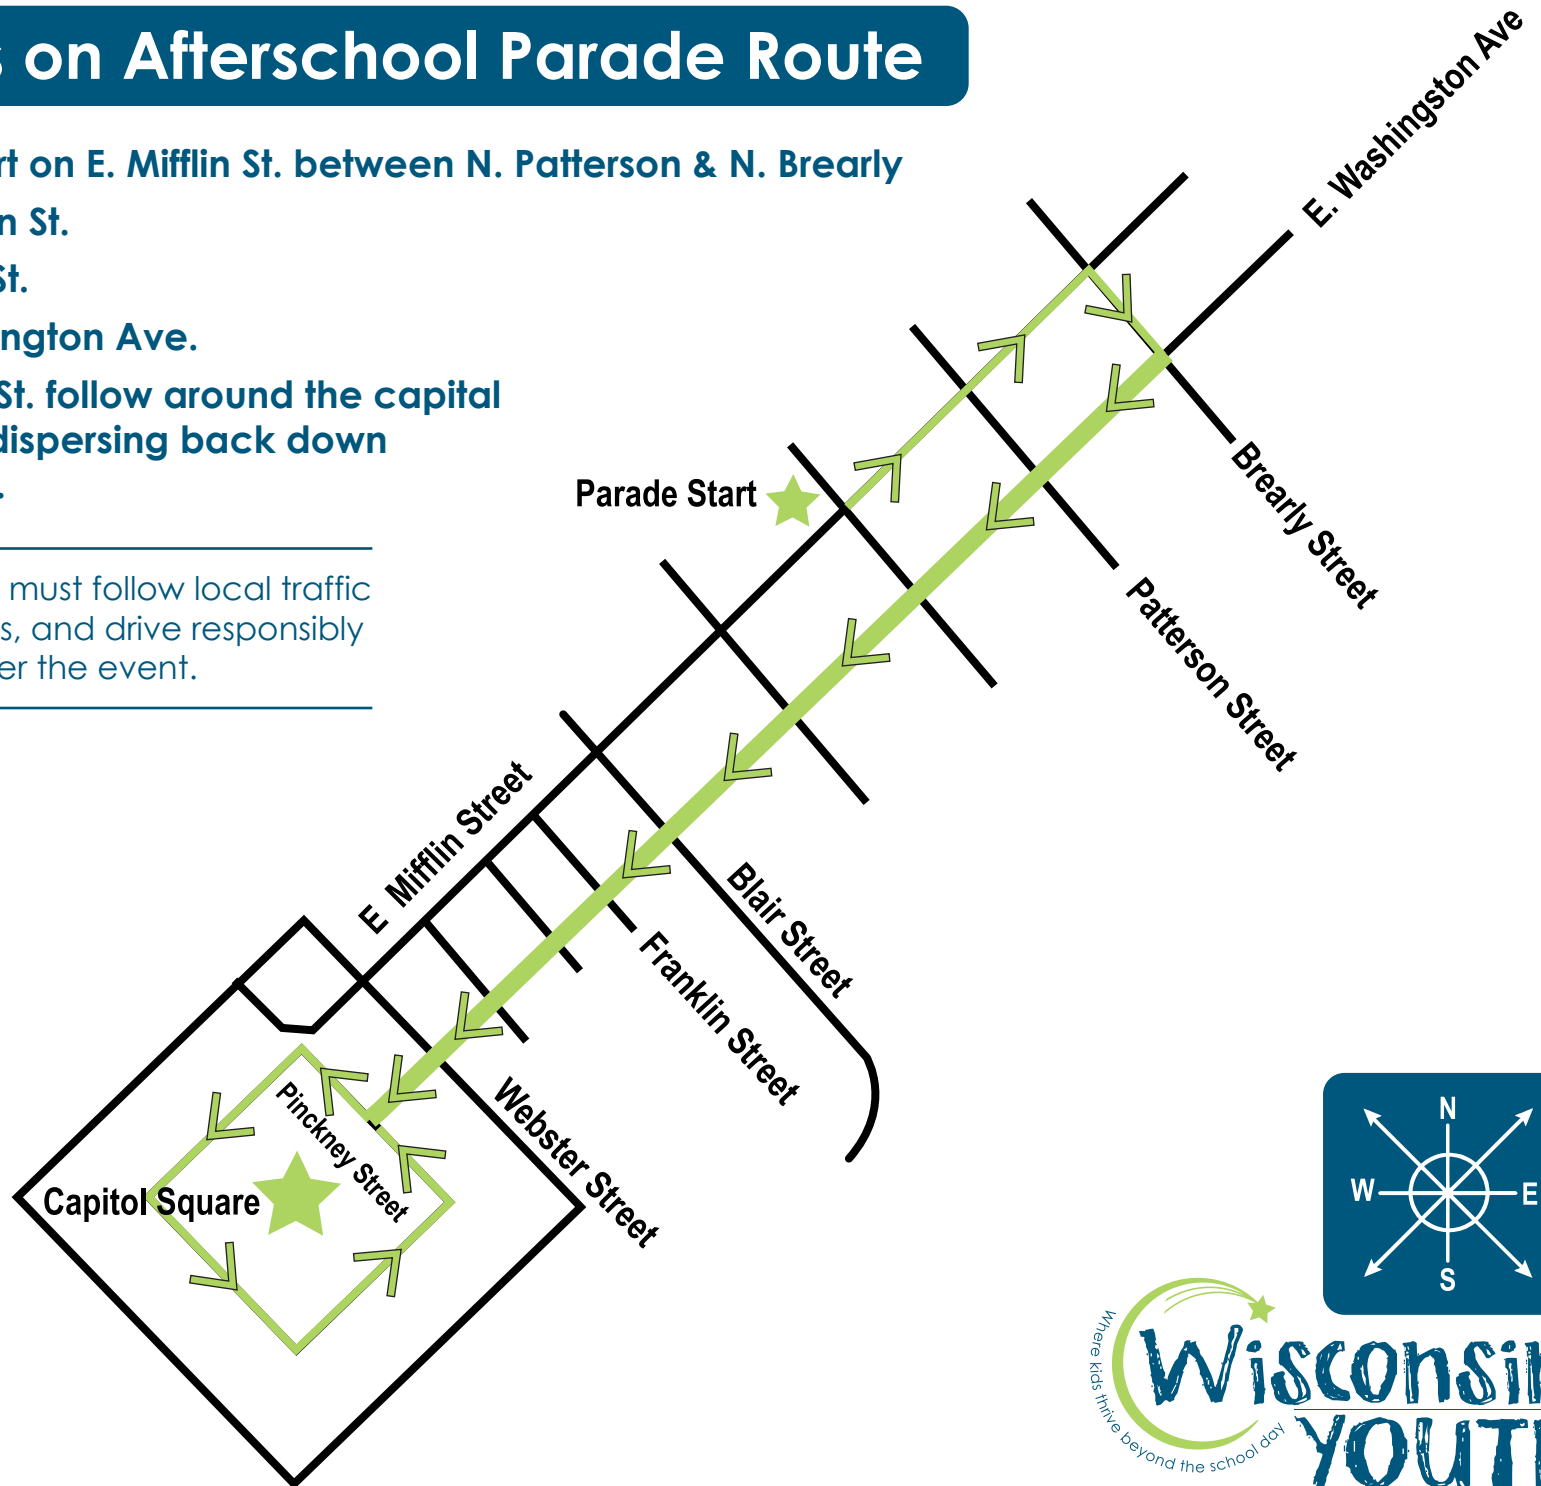 s on Afterschool Parade Route
rt on E. Mifflin St. between N. Patterson & N. Brearly
n St.
St.
ngton Ave.
St. follow around the capital
dispersing back down
.
must follow local traffic
s, and drive responsibly
er the event.
E. Washingston Ave
Parade Start
Brearly Street
Patterson Street
E Mifflin Street
Blair Street
Franklin Street
Webster Street
Pinckney Street
Capitol Square
N
W
E
S
Where kids thrive beyond the school day
Wisconsin
YOUTH